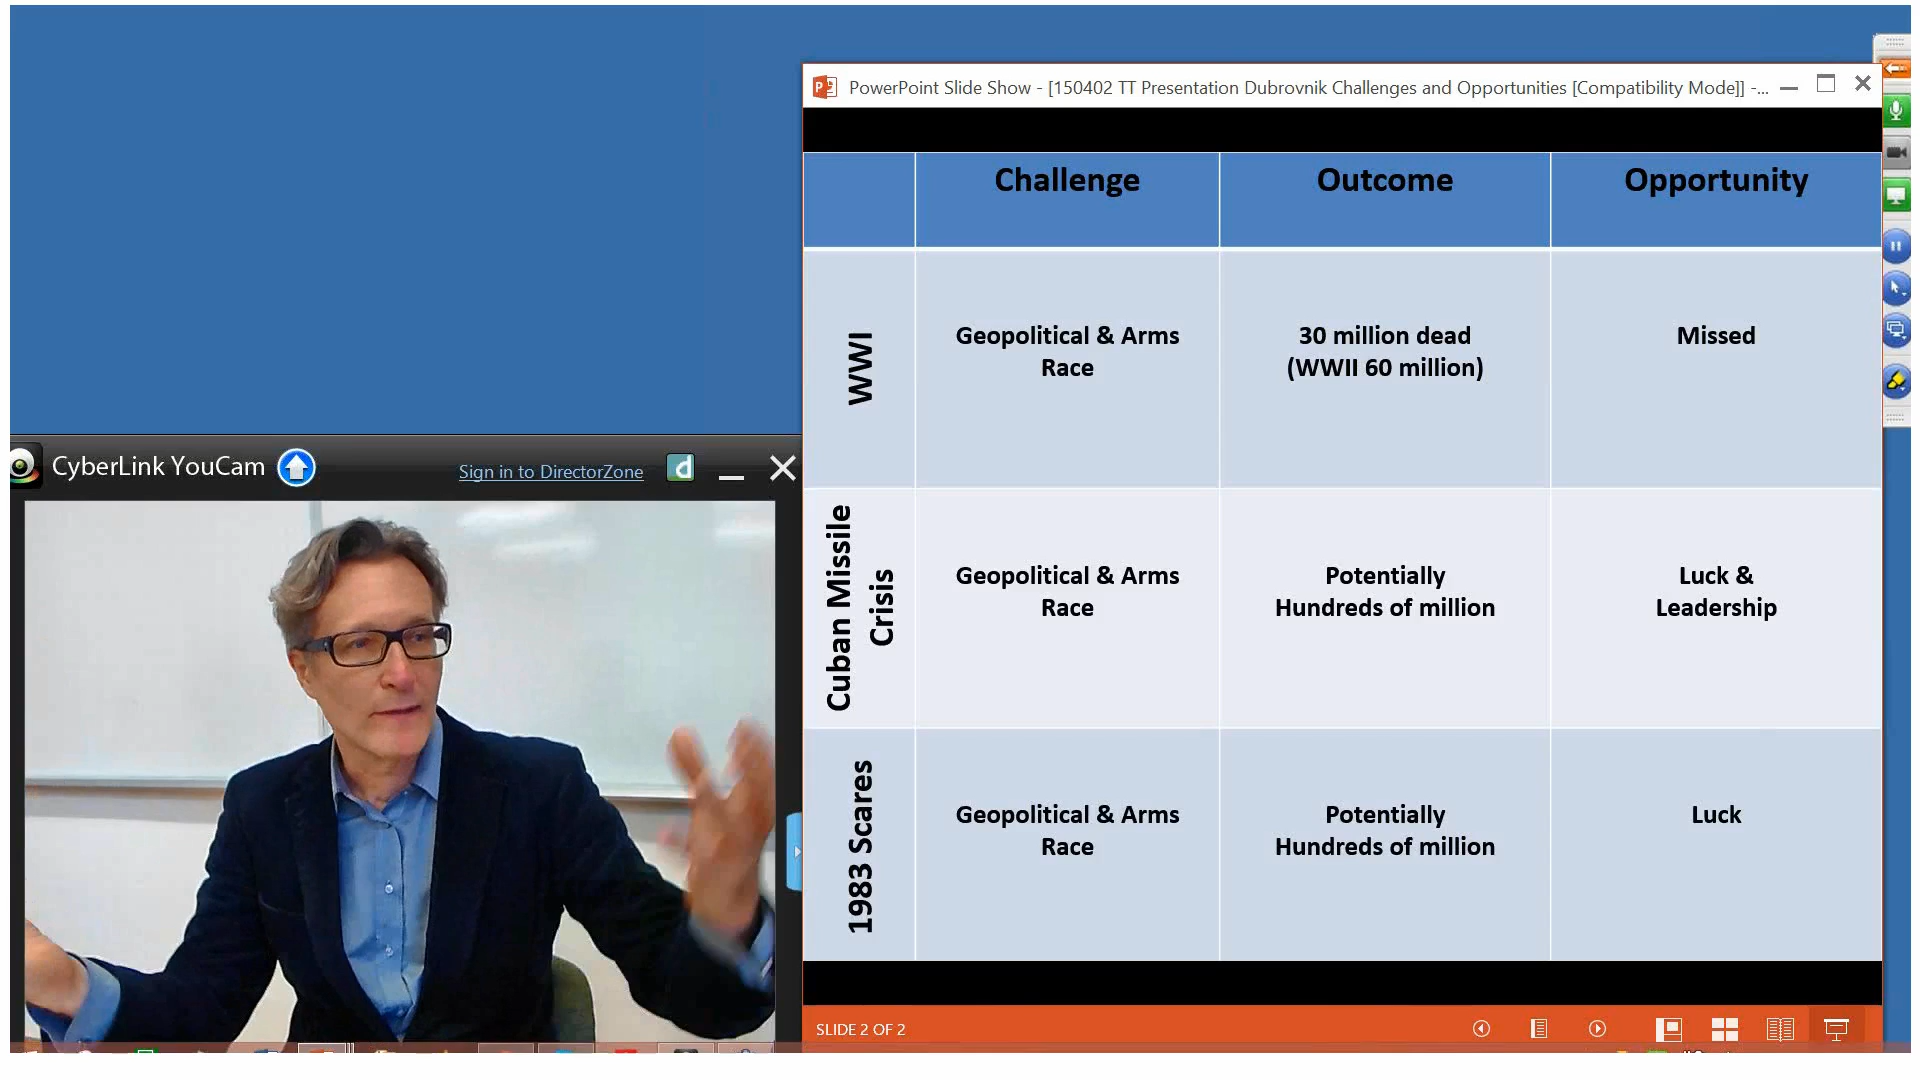 PowerPoint Slide Show - [150402 TT Presentation Dubrovnik Challenges and Opportunities [Compatibility Mode]] -...
Challenge
Outcome
Opportunity
WWI
Geopolitical & Arms
Race
30 million dead
(WWII 60 million)
Missed
Cuban Missile
Crisis
Geopolitical & Arms
Race
Potentially
Hundreds of million
Luck &
Leadership
1983 Scares
Geopolitical & Arms
Race
Potentially
Hundreds of million
Luck
SLIDE 2 OF 2
CyberLink YouCam
Sign in to DirectorZone
d